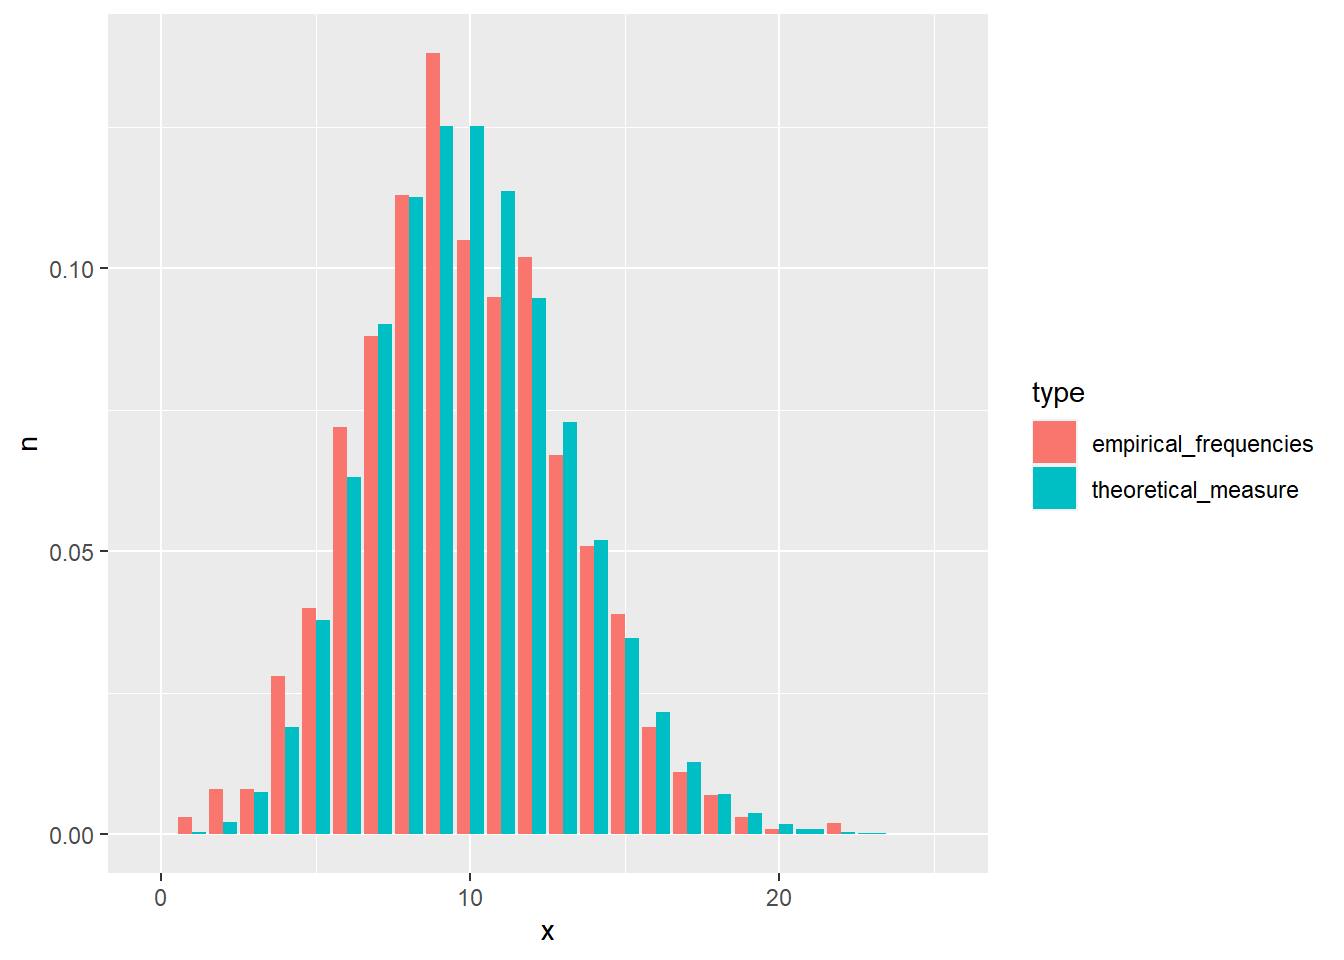 0.10
0.05
0.00
n
0
10
20
x
type
empirical_frequencies
theoretical_measure